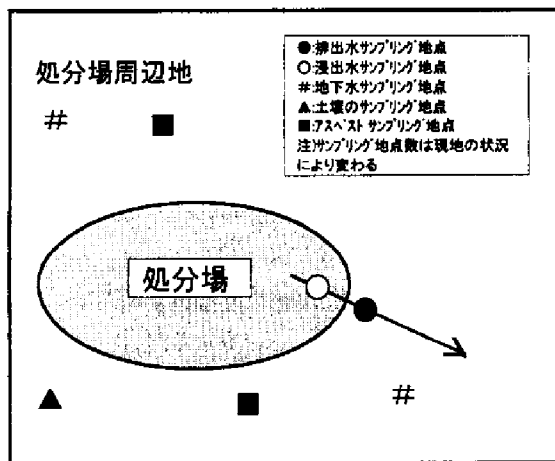 ●:排出水サンプリング地点
○:浸出水サンプリング地点
#:地下水サンプリング地点
▲:土壌のサンプリング地点
■:アスベスト サンプリング地点
注)サンプリング地点数は現地の状況
により変わる
処分場周辺地
#
処分場
#